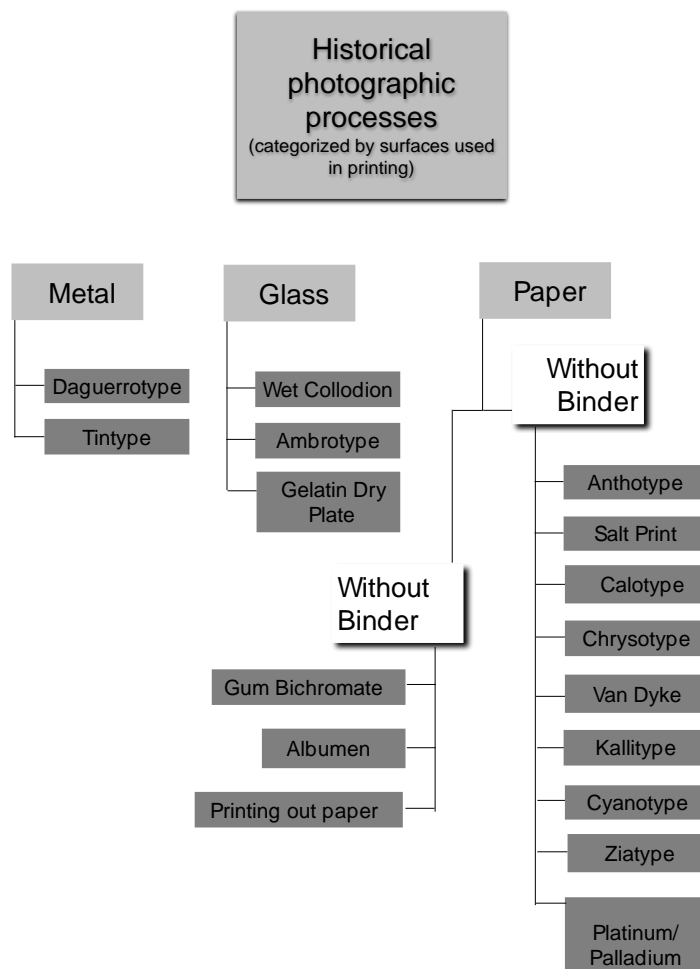 Historical
photographic
processes
(categorized by surfaces used
in printing)
Metal
Daguerrotype
Tintype
Glass
Wet Collodion
Ambrotype
Gelatin Dry
Plate
Paper
Without
Binder
Gum Bichromate
Albumen
Printing out paper
Without
Binder
Anthotype
Salt Print
Calotype
Chrysotype
Van Dyke
Kallitype
Cyanotype
Ziatype
Platinum/
Palladium